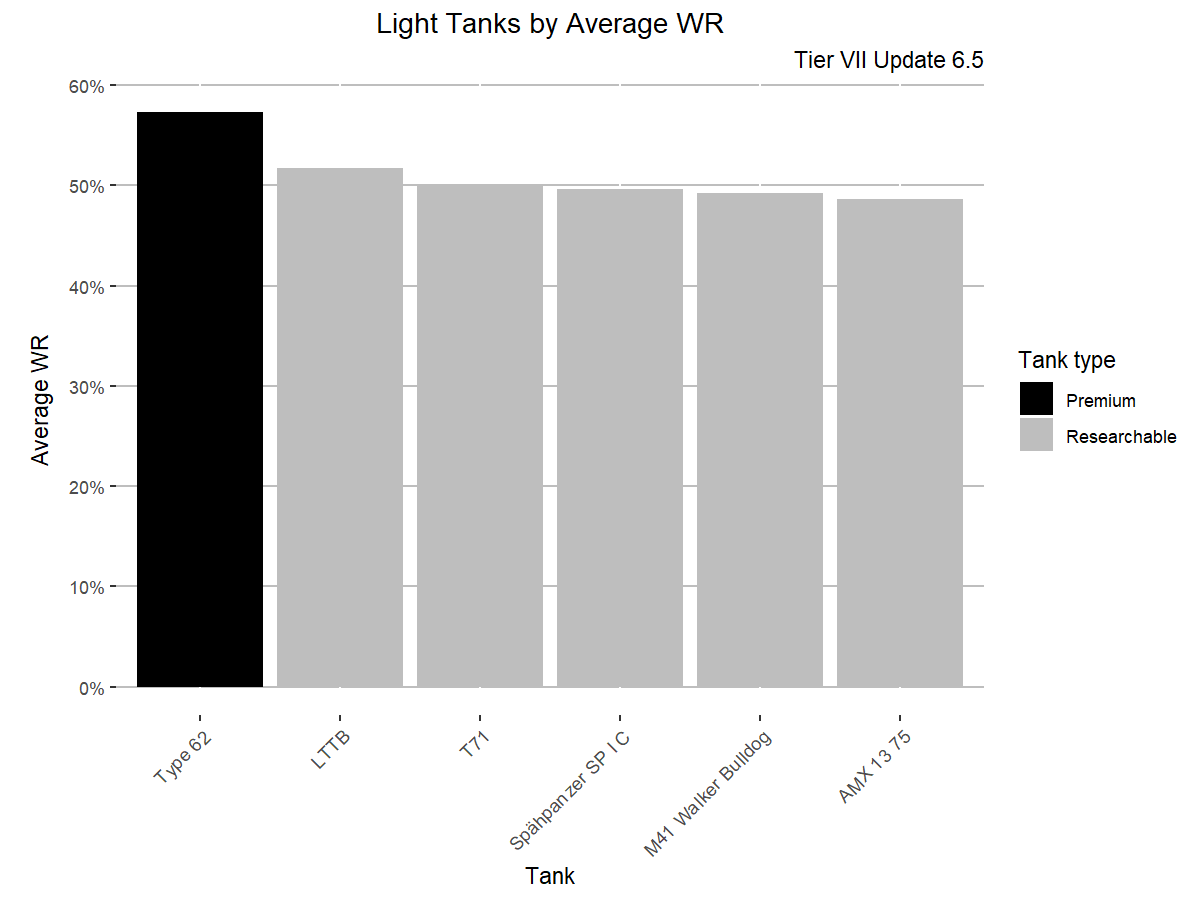 Light Tanks by Average WR
Tier VII Update 6.5
60%
50%
40%
30%
20%
10%
0%
Average WR
Type 62
LTTB
T71
Spähpanzer SP I C
M41 Walker Bulldog
AMX 13 75
Tank
Tank type
Premium
Researchable